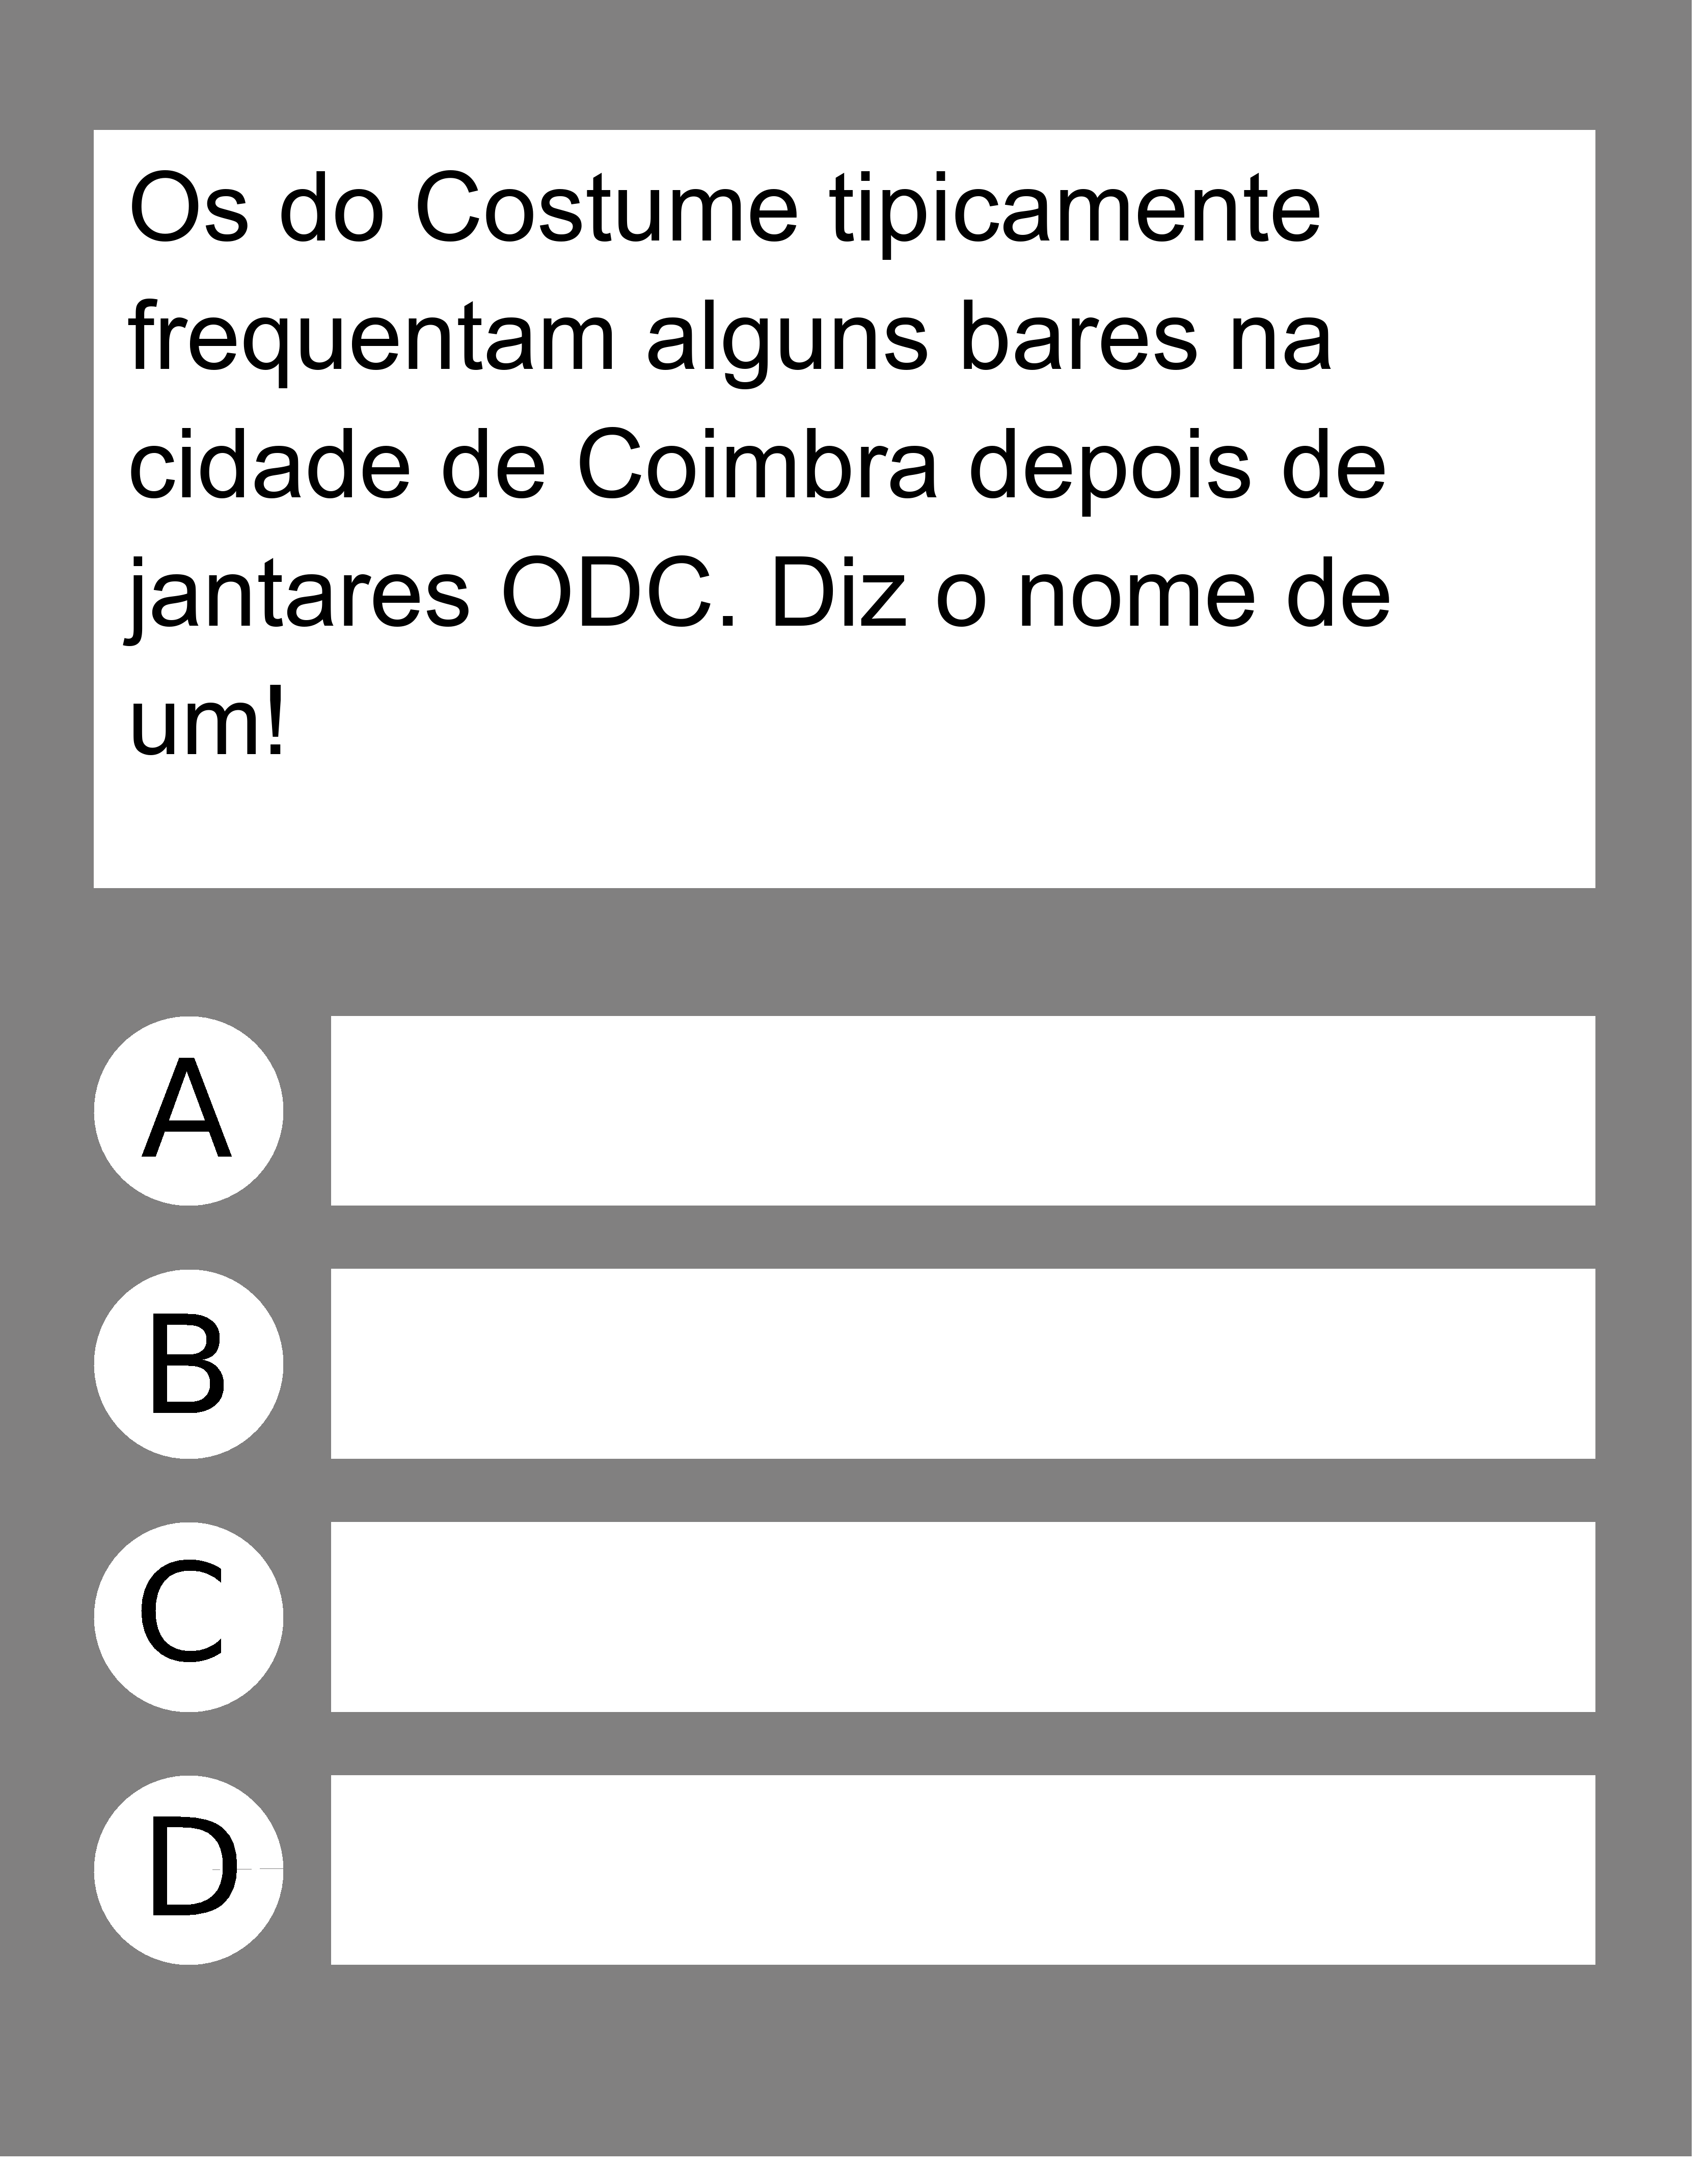 Os do Costume tipicamente
frequentam alguns bares na
cidade de Coimbra depois de
jantares ODC. Diz o nome de
um!
A
B
C
D